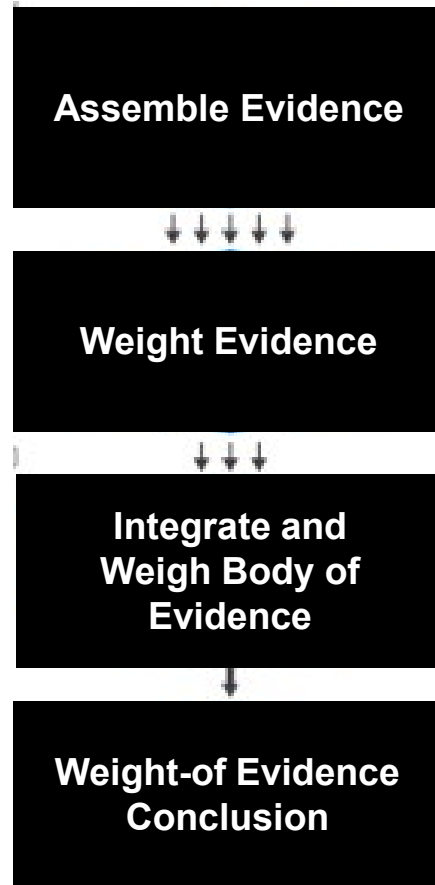 Assemble Evidence
Weight Evidence
Integrate and
Weigh Body of
Evidence
Weight-of Evidence
Conclusion